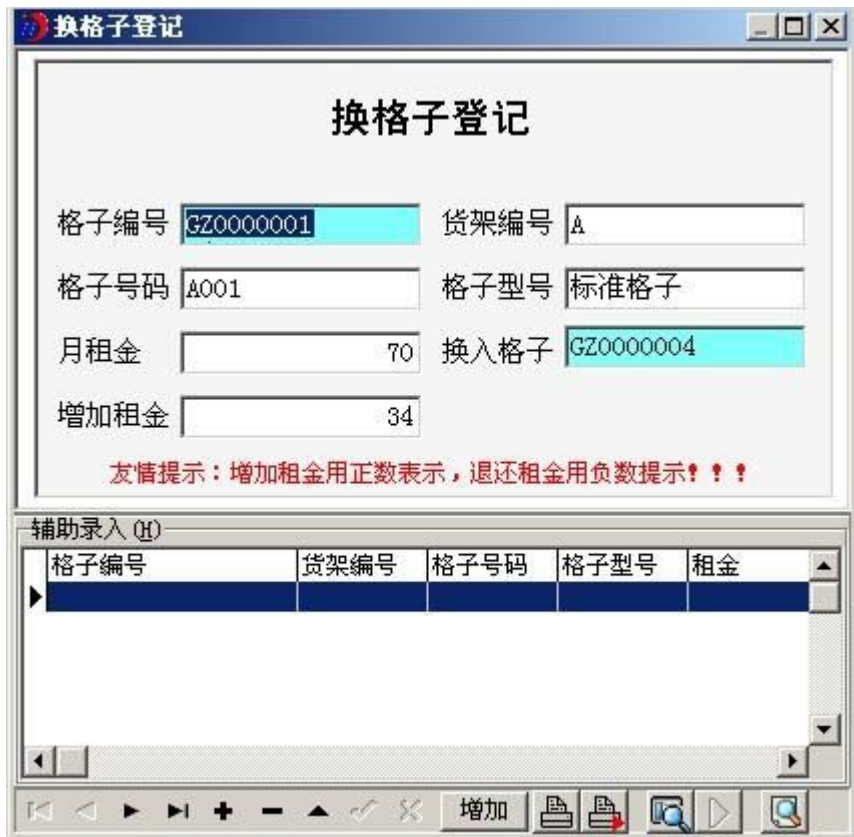 换格子登记
换格子登记
格子编号 GZ0000001 货架编号 A
格子号码 A001 格子型号 标准格子
月租金 70 换入格子 GZ0000004
增加租金 34
友情提示：增加租金用正数表示，退还租金用负数提示！！！
辅助录入(H)
格子编号 货架编号 格子号码 格子型号 租金
增加